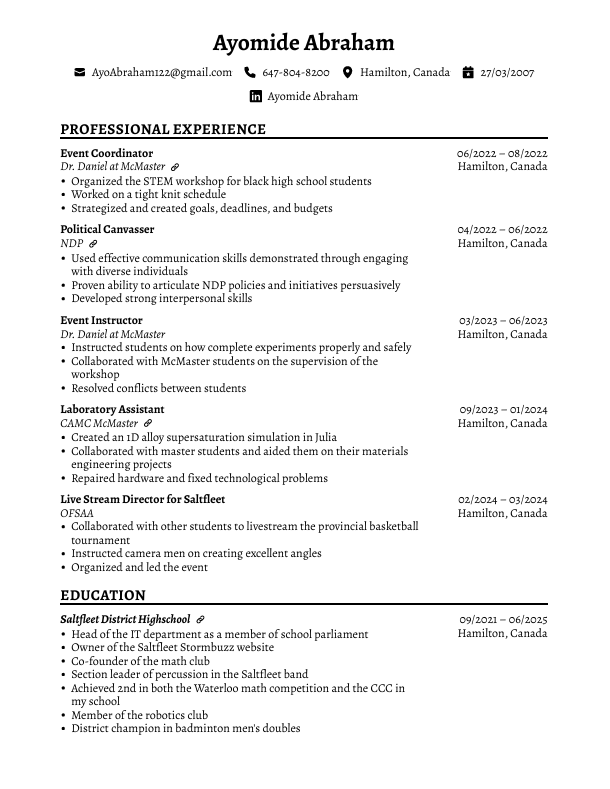 Ayomide Abraham
AyoAbraham122@gmail.com 647-804-8200 Hamilton, Canada 27/03/2007
Ayomide Abraham
PROFESSIONAL EXPERIENCE
Event Coordinator 06/2022 – 08/2022
Dr. Daniel at McMaster Hamilton, Canada
• Organized the STEM workshop for black high school students
• Worked on a tight knit schedule
• Strategized and created goals, deadlines, and budgets
Political Canvasser 04/2022 – 06/2022
NDP Hamilton, Canada
• Used effective communication skills demonstrated through engaging
with diverse individuals
• Proven ability to articulate NDP policies and initiatives persuasively
• Developed strong interpersonal skills
Event Instructor 03/2023 – 06/2023
Dr. Daniel at McMaster Hamilton, Canada
• Instructed students on how complete experiments properly and safely
• Collaborated with McMaster students on the supervision of the
workshop
• Resolved conflicts between students
Laboratory Assistant 09/2023 – 01/2024
CAMC McMaster Hamilton, Canada
• Created an 1D alloy supersaturation simulation in Julia
• Collaborated with master students and aided them on their materials
engineering projects
• Repaired hardware and fixed technological problems
Live Stream Director for Saltfleet 02/2024 – 03/2024
OFSAA Hamilton, Canada
• Collaborated with other students to livestream the provincial basketball
tournament
• Instructed camera men on creating excellent angles
• Organized and led the event
EDUCATION
Saltfleet District Highschool 09/2021 – 06/2025
• Head of the IT department as a member of school parliament Hamilton, Canada
• Owner of the Saltfleet Stormbuzz website
• Co-founder of the math club
• Section leader of percussion in the Saltfleet band
• Achieved 2nd in both the Waterloo math competition and the CCC in
my school
• Member of the robotics club
• District champion in badminton men's doubles